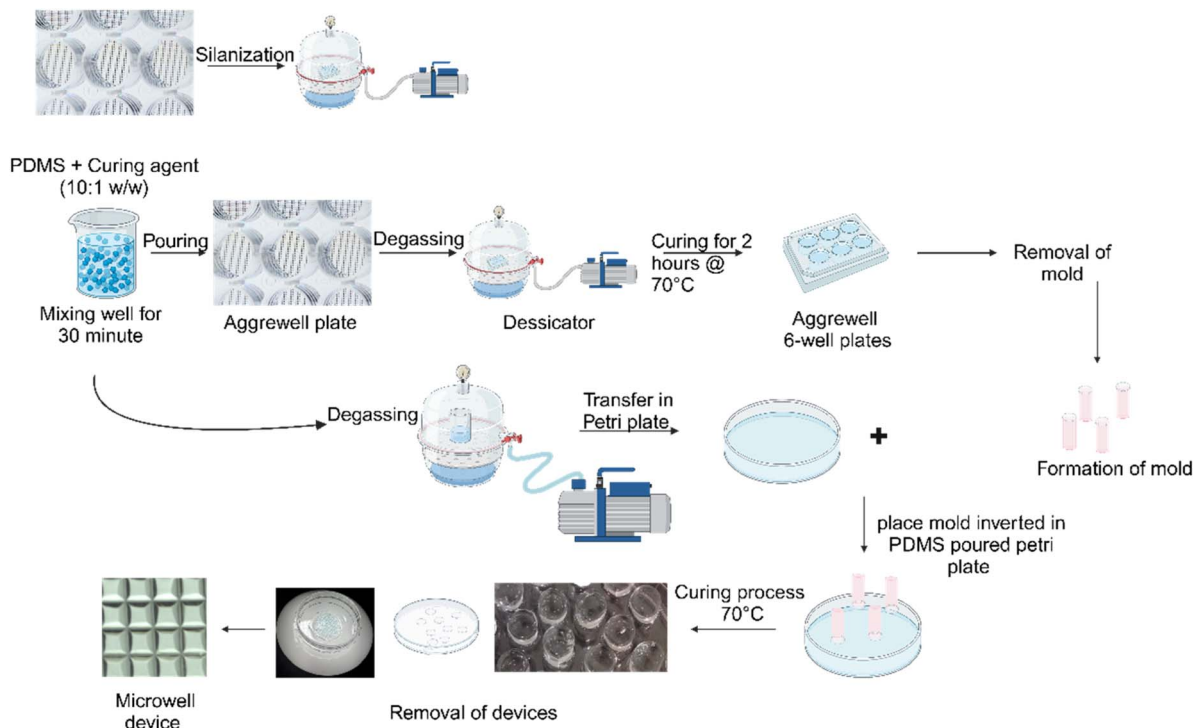 Silanization
PDMS + Curing agent
(10:1 w/w)
Pouring
Degassing
Curing for 2
hours @
70°C
Removal of
mold
Mixing well for
30 minute
Aggrewell plate
Dessicator
Aggrewell
6-well plates
Degassing
Transfer in
Petri plate
+
Formation of mold
place mold inverted in
PDMS poured petri
plate
Curing process
70°C
Microwell
device
Removal of devices